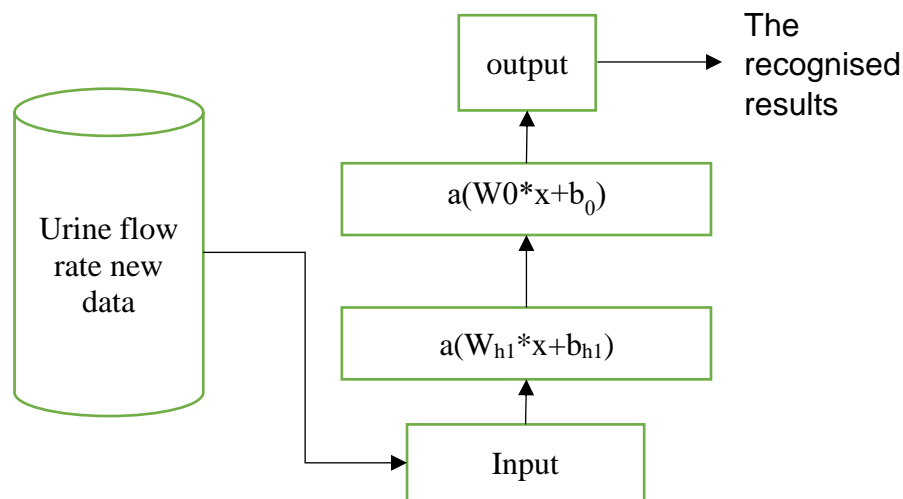 The
recognised
results
output
a(W0*x+b₀)
Urine flow
rate new
data
a(Wₕ₁*x+bₕ₁)
Input